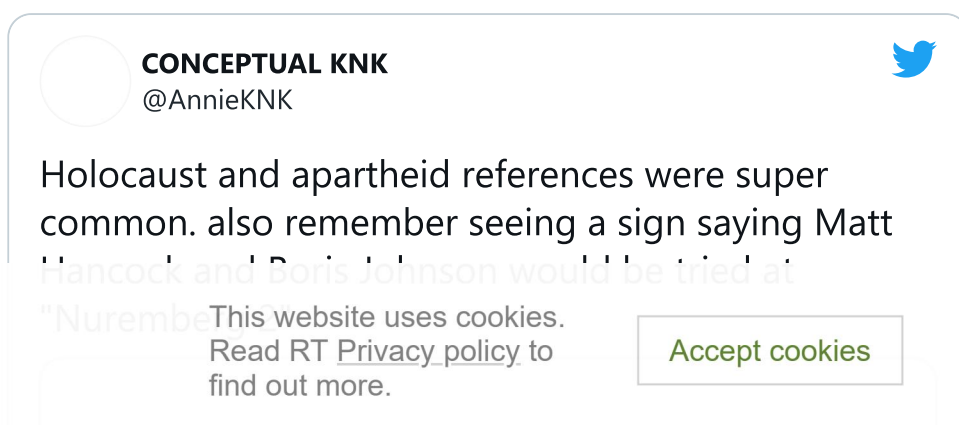 CONCEPTUAL KNK
@AnnieKNK
Holocaust and apartheid references were super
common. also remember seeing a sign saying Matt
Hancock and Boris Johnson would be tried at
"Nuremberg 2"
This website uses cookies.
Read RT Privacy policy to
find out more.
Accept cookies